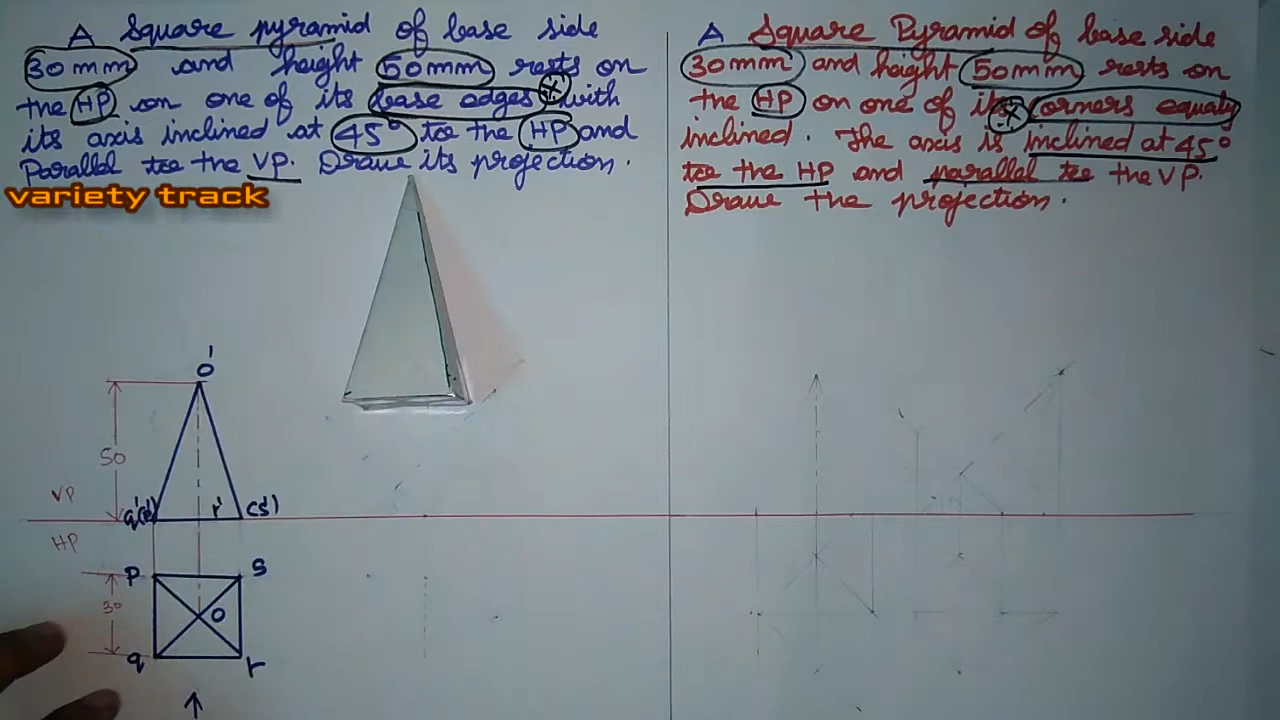 A Square pyramid of base side
30mm and height 50mm rests on
the HP on one of its base edges with
its axis inclined at 45° to the HP and
Parallel to the VP. Draw its projection.
variety track
A Square Pyramid of base side
30mm and height 50mm rests on
the HP on one of its corners equaly
inclined. The axis is inclined at 45°
to the HP and parallel to the VP.
Draw the projection.
o'
50
VP
r' (s')
HP
P s
30
o
q r